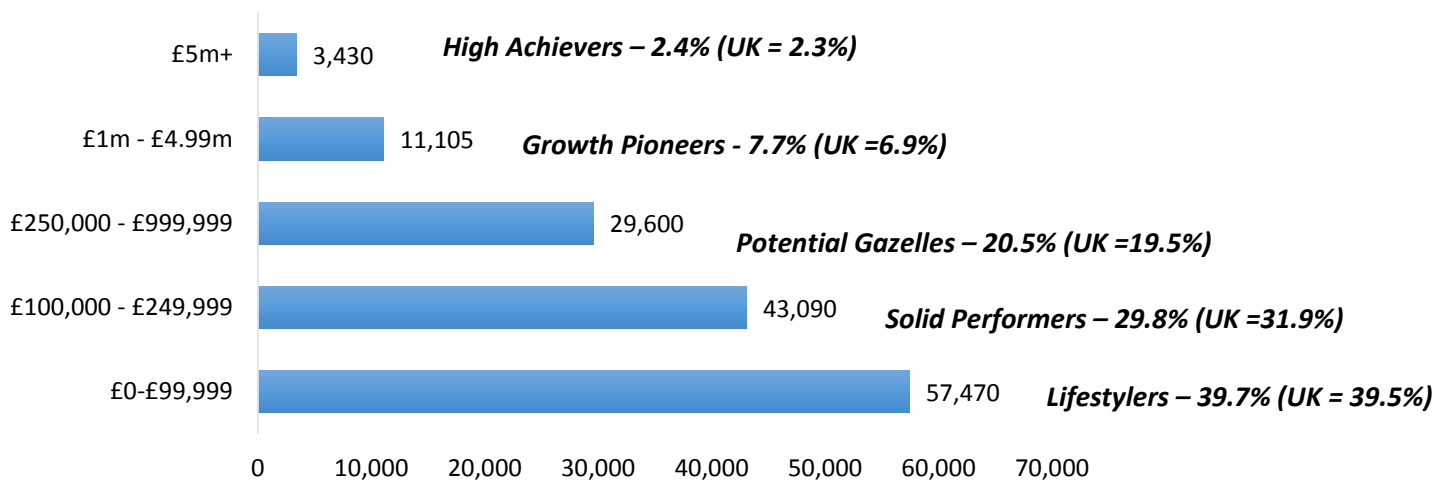 £5m+ 3,430 High Achievers – 2.4% (UK = 2.3%)
£1m - £4.99m 11,105 Growth Pioneers - 7.7% (UK =6.9%)
£250,000 - £999,999 29,600 Potential Gazelles – 20.5% (UK =19.5%)
£100,000 - £249,999 43,090 Solid Performers – 29.8% (UK =31.9%)
£0-£99,999 57,470 Lifestylers – 39.7% (UK = 39.5%)
0 10,000 20,000 30,000 40,000 50,000 60,000 70,000